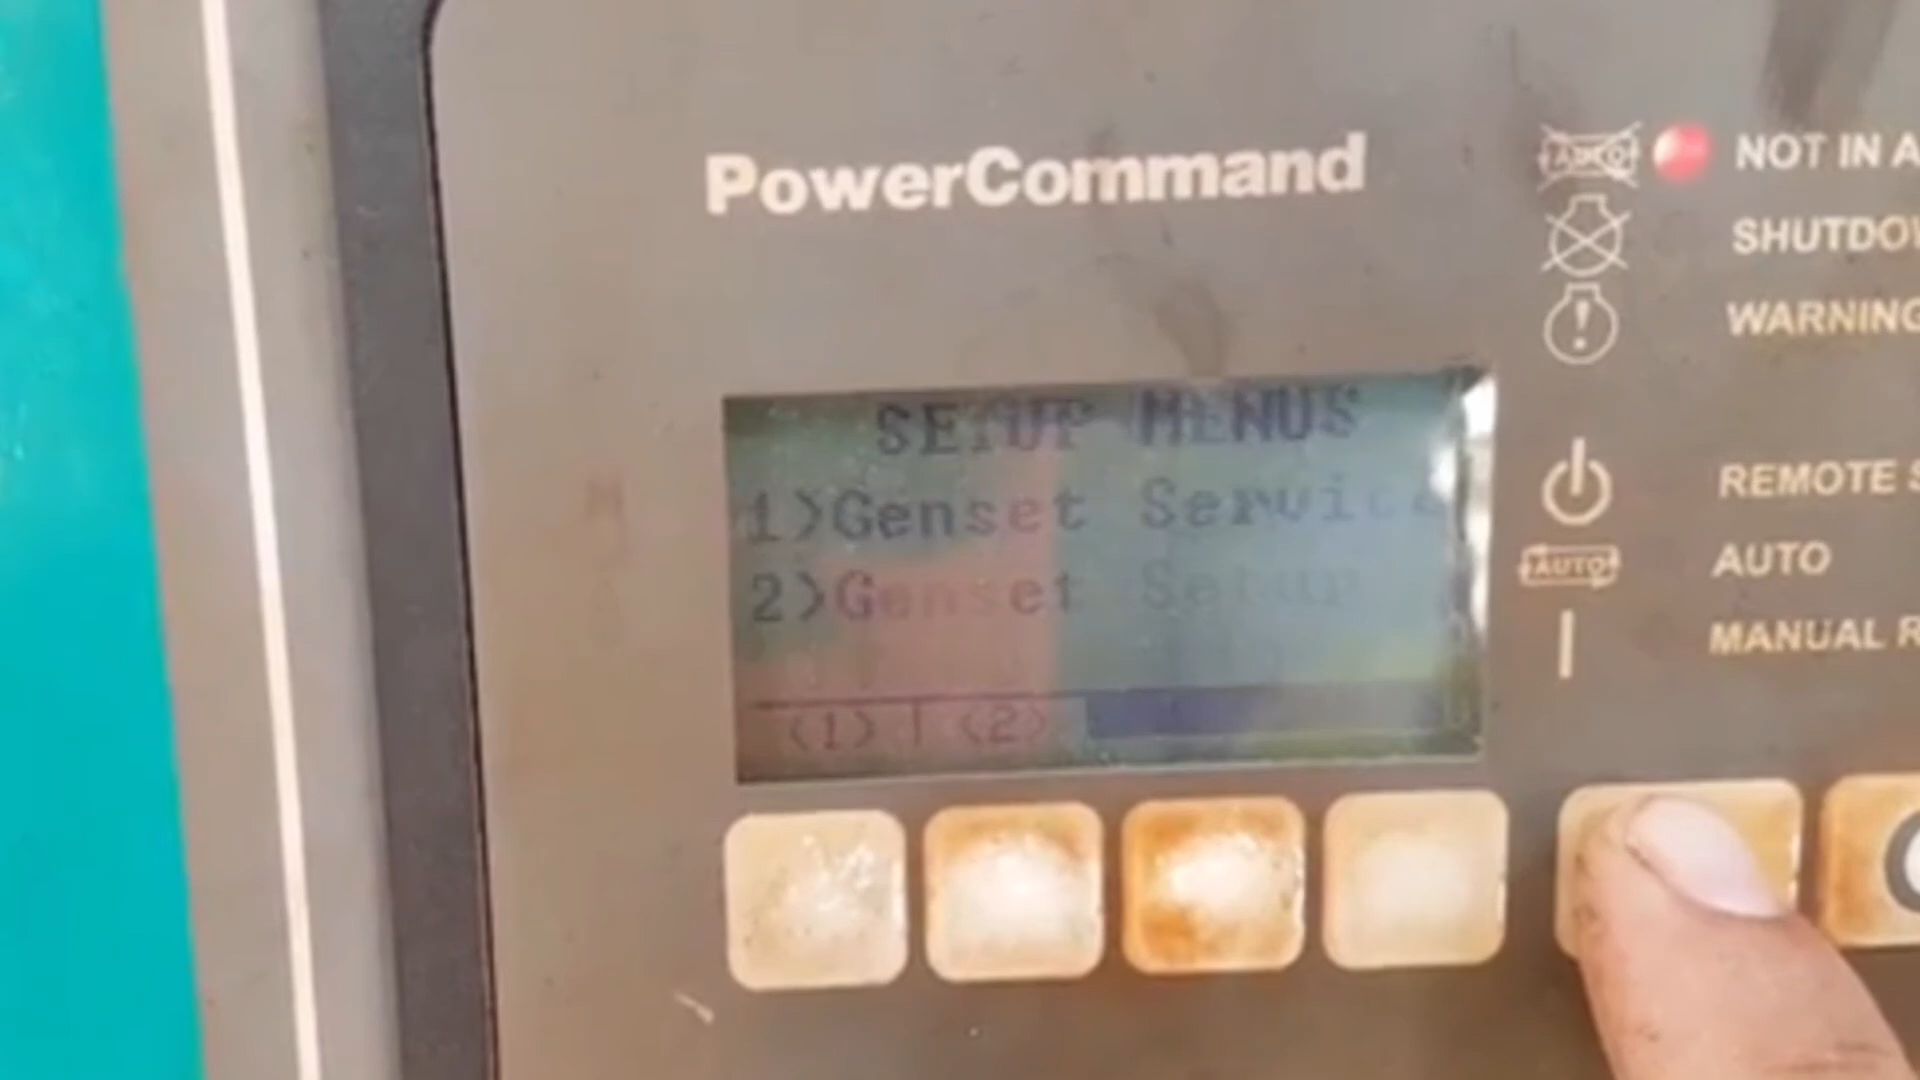 PowerCommand
NOT IN A
SHUTDOW
WARNING
SETUP MENUS
1)Genset Service
2)Genset Setup
(1) | (2)
REMOTE S
AUTO
AUTO
MANUAL R